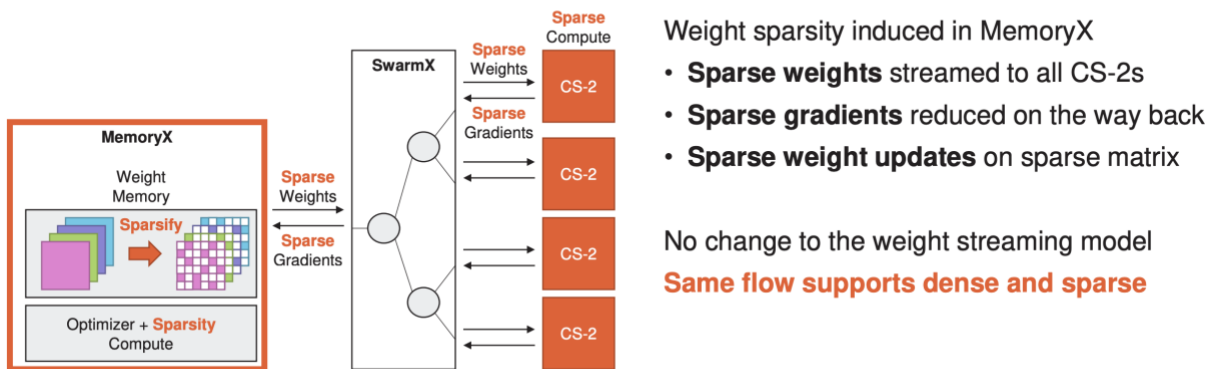 Sparse
Compute
Sparse
Weights
SwarmX
CS-2
Sparse
Gradients
MemoryX
Weight
Memory
Sparsify
Sparse
Weights
Sparse
Gradients
CS-2
CS-2
CS-2
Optimizer + Sparsity
Compute
Weight sparsity induced in MemoryX
• Sparse weights streamed to all CS-2s
• Sparse gradients reduced on the way back
• Sparse weight updates on sparse matrix
No change to the weight streaming model
Same flow supports dense and sparse